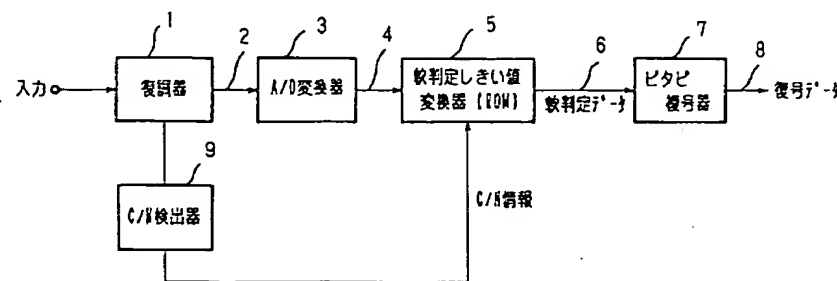 1
2
3
4
5
6
7
8
入力
復調器
A/D変換器
軟判定しきい値
変換器【ROM】
軟判定データ
ビタビ
復号器
復号データ
9
C/N検出器
C/N情報